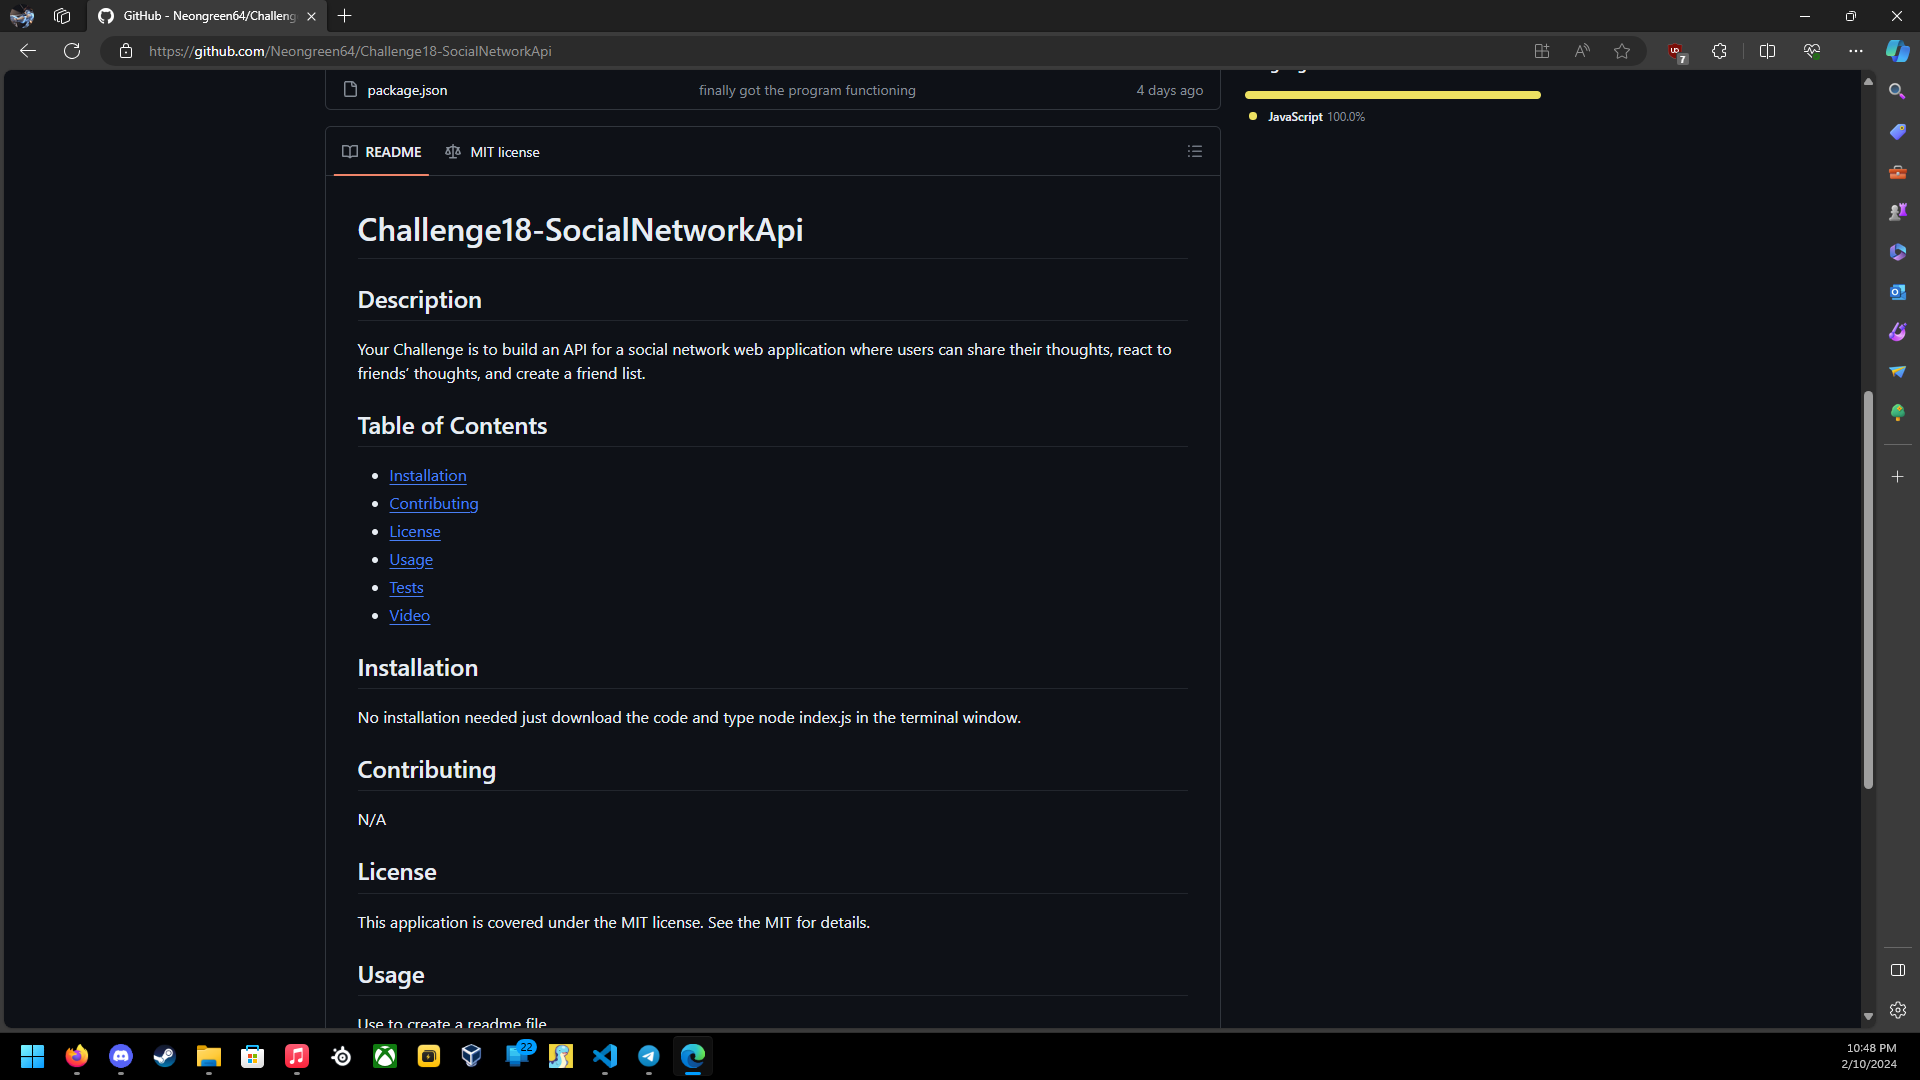 GitHub - Neongreen64/Challeng
https://github.com/Neongreen64/Challenge18-SocialNetworkApi
7
package.json finally got the program functioning 4 days ago
JavaScript 100.0%
README MIT license
Challenge18-SocialNetworkApi
Description
Your Challenge is to build an API for a social network web application where users can share their thoughts, react to
friends’ thoughts, and create a friend list.
Table of Contents
Installation
Contributing
License
Usage
Tests
Video
Installation
No installation needed just download the code and type node index.js in the terminal window.
Contributing
N/A
License
This application is covered under the MIT license. See the MIT for details.
Usage
Use to create a readme file
22
10:48 PM
2/10/2024